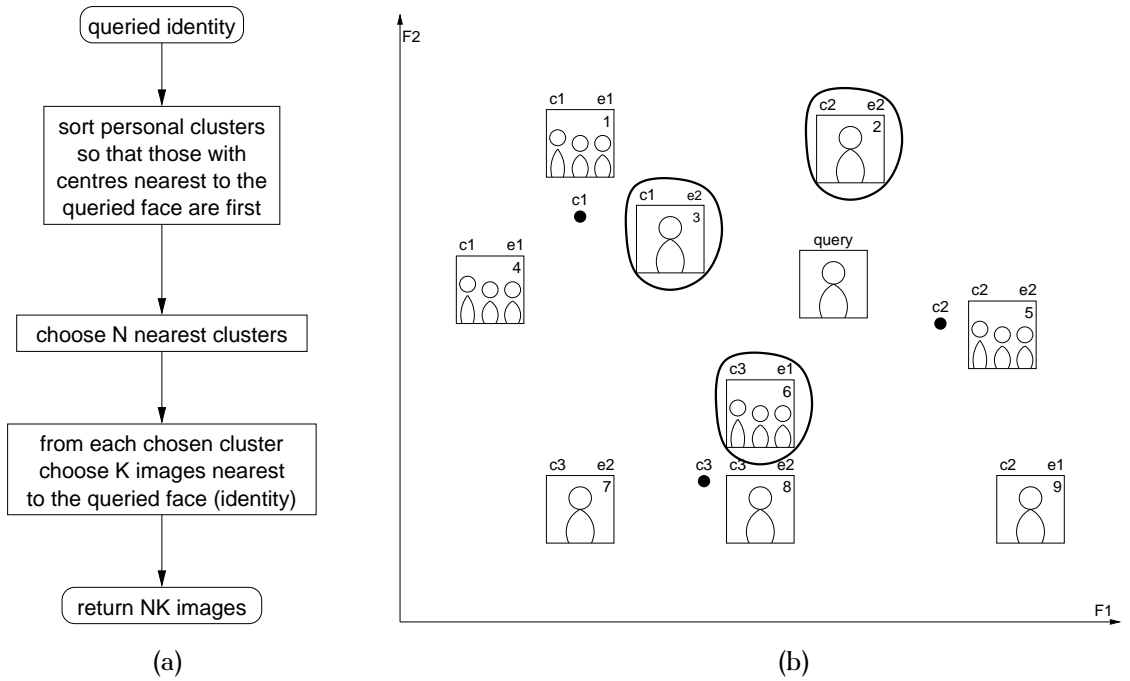 queried identity
sort personal clusters
so that those with
centres nearest to the
queried face are first
choose N nearest clusters
from each chosen cluster
choose K images nearest
to the queried face (identity)
return NK images
(a)
F2
c1 e1
1
c2 e2
2
c1
c1 e2
3
c1 e1
4
query
c2
c2 e2
5
c3 e1
6
c3 e2
7
c3
c3 e2
8
c2 e1
9
F1
(b)